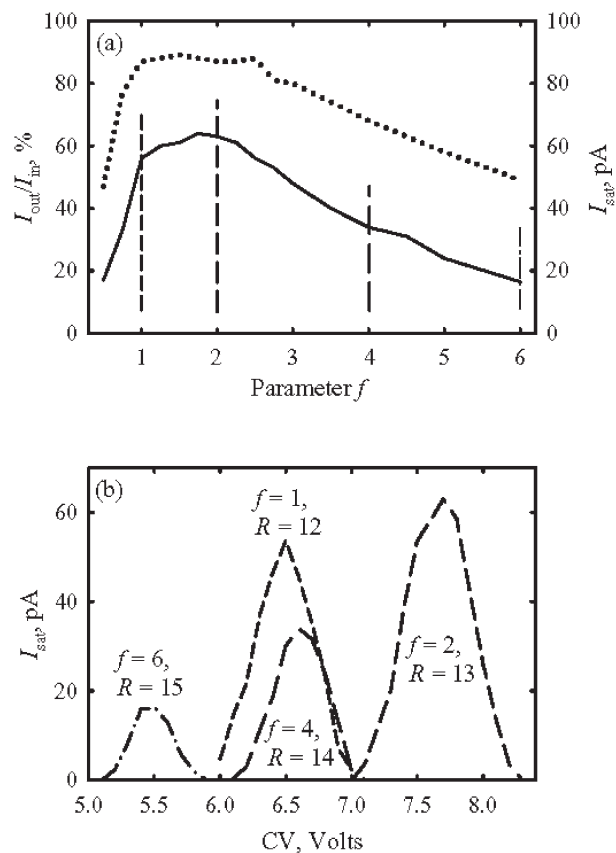 (a)
100
80
60
40
20
0
I_out/I_in, %
100
80
60
40
20
0
I_sat, pA
1 2 3 4 5 6
Parameter f
(b)
60
40
20
0
I_sat, pA
f = 1,
R = 12
f = 6,
R = 15
f = 4,
R = 14
f = 2,
R = 13
5.0 5.5 6.0 6.5 7.0 7.5 8.0
CV, Volts